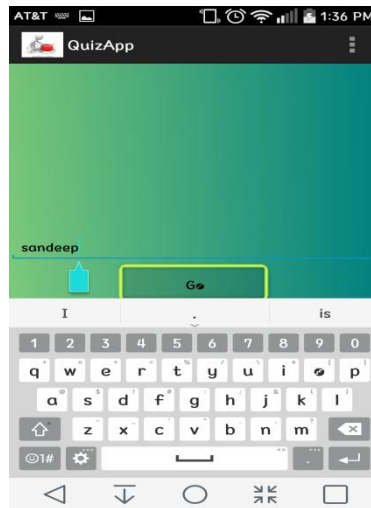 AT&T 1:36 PM
QuizApp
sandeep
Go
I . is
1 2 3 4 5 6 7 8 9 0
q w e r t y u i o p
a s d f g h j k l
z x c v b n m
☺1# .